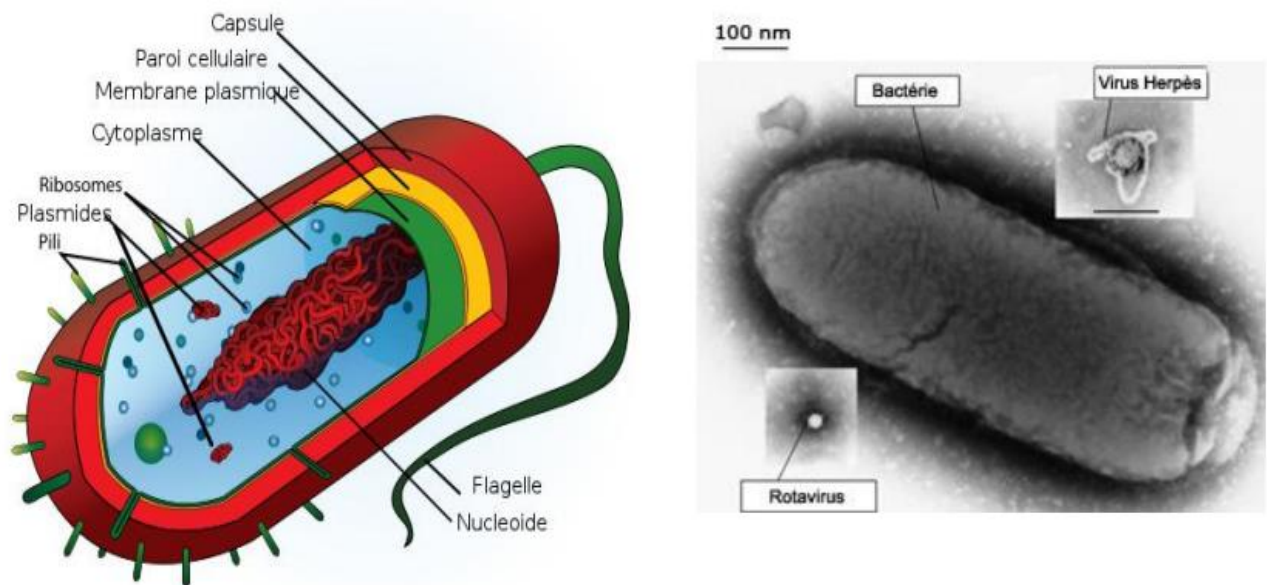 Capsule
Paroi cellulaire
Membrane plasmique
Cytoplasme
Ribosomes
Plasmides
Pili
Flagelle
Nucleoide
100 nm
Bactérie
Virus Herpès
Rotavirus